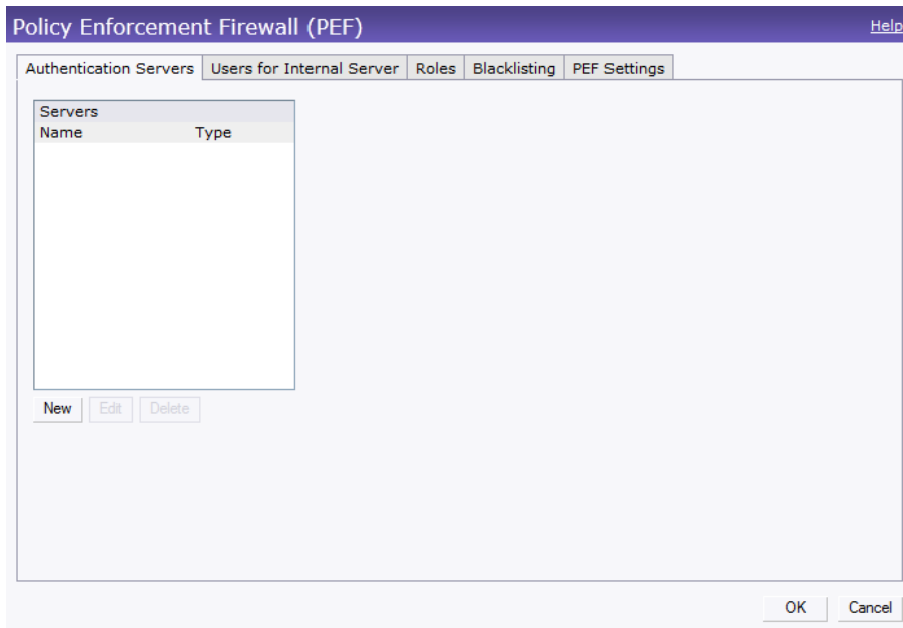 Policy Enforcement Firewall (PEF) Help
Authentication Servers Users for Internal Server Roles Blacklisting PEF Settings
Servers
Name Type
New Edit Delete
OK Cancel